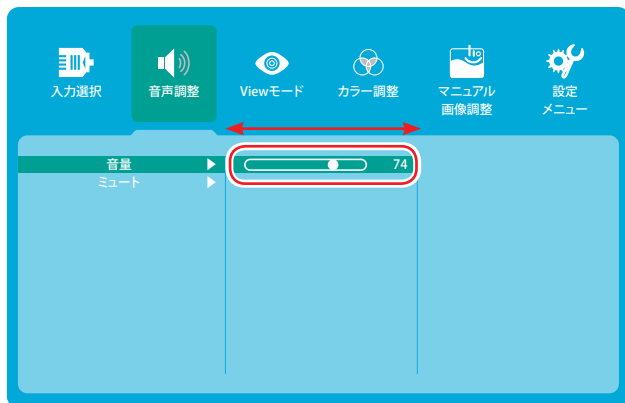 入力選択
音声調整
Viewモード
カラー調整
マニュアル
画像調整
設定
メニュー
音量
74
ミュート